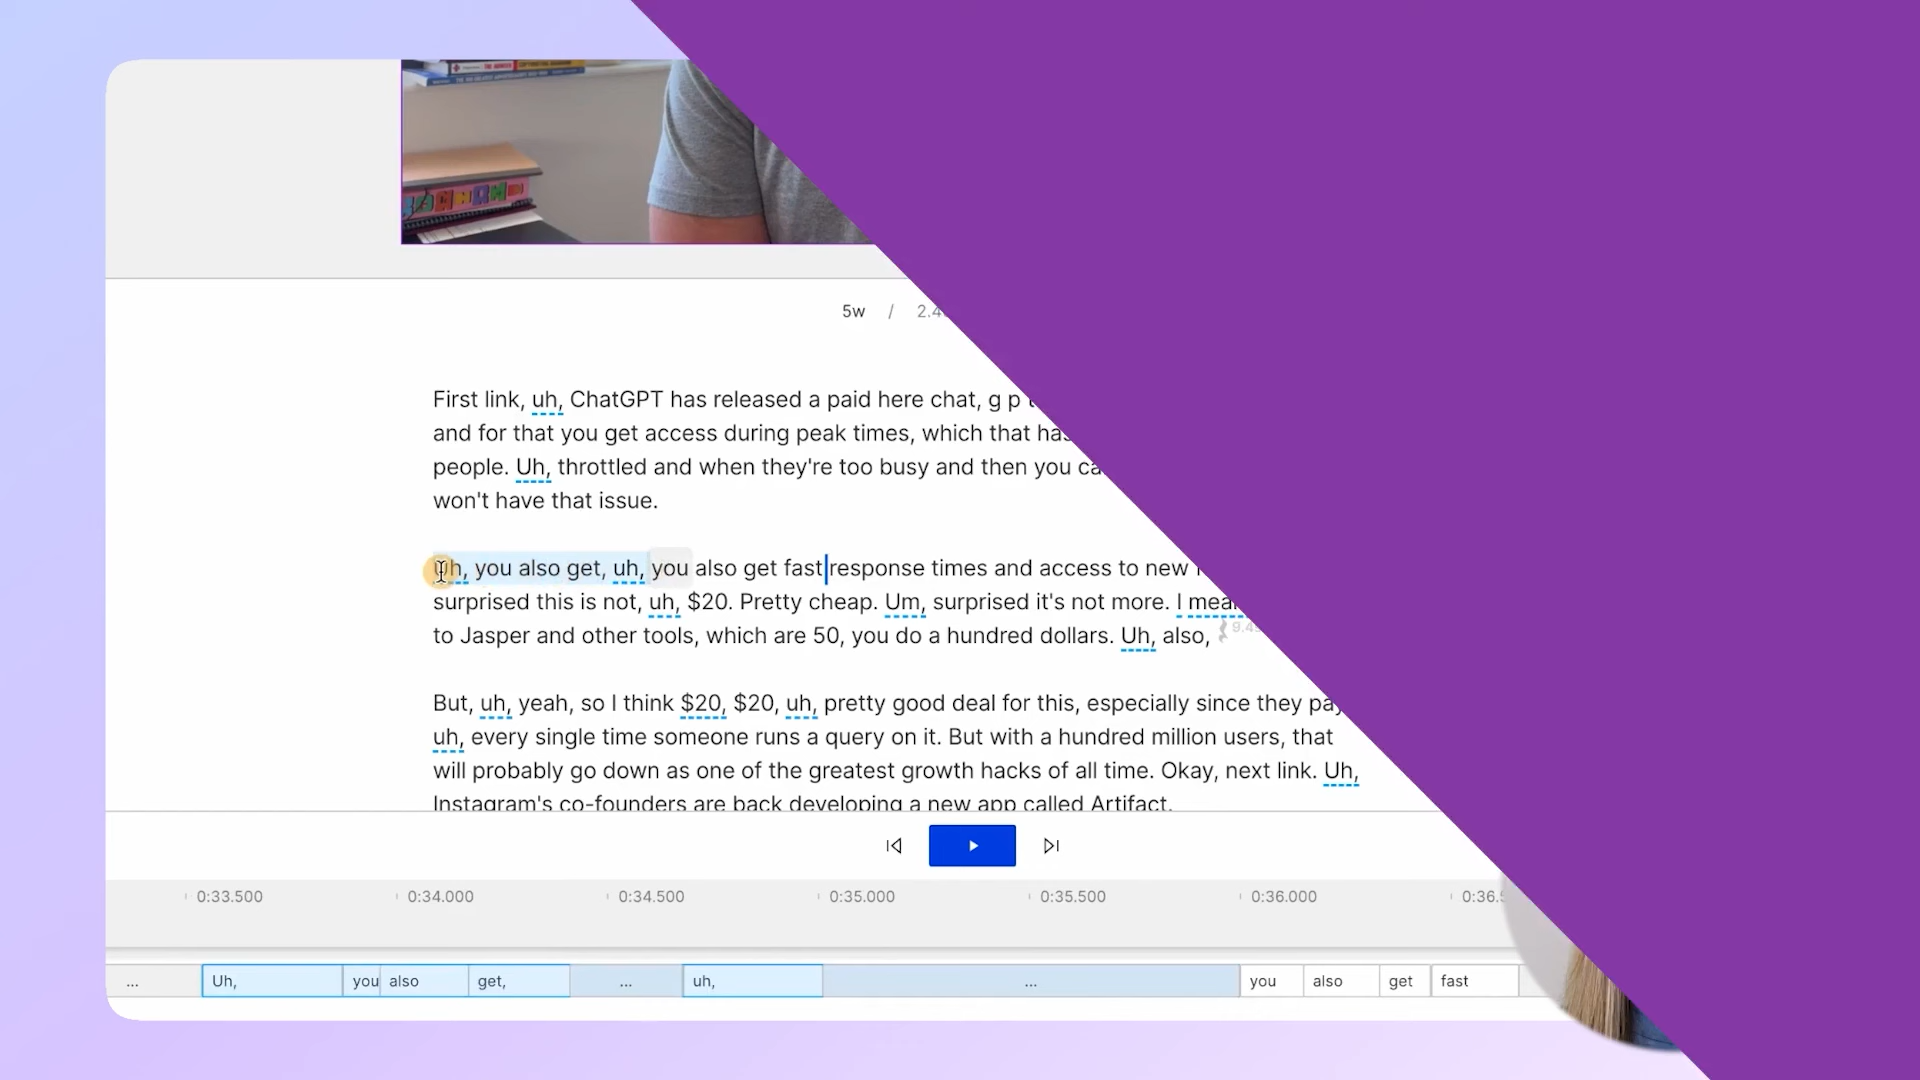 5w / 2.4
First link, uh, ChatGPT has released a paid here chat, g p t
and for that you get access during peak times, which that has
people. Uh, throttled and when they're too busy and then you ca
won't have that issue.
Uh, you also get, uh, you also get fast response times and access to new
surprised this is not, uh, $20. Pretty cheap. Um, surprised it's not more. I mean
to Jasper and other tools, which are 50, you do a hundred dollars. Uh, also, 9.4
But, uh, yeah, so I think $20, $20, uh, pretty good deal for this, especially since they pay
uh, every single time someone runs a query on it. But with a hundred million users, that
will probably go down as one of the greatest growth hacks of all time. Okay, next link. Uh,
Instagram's co-founders are back developing a new app called Artifact.
0:33.500 0:34.000 0:34.500 0:35.000 0:35.500 0:36.000 0:36.5
... Uh, you also get, ... uh, ... you also get fast